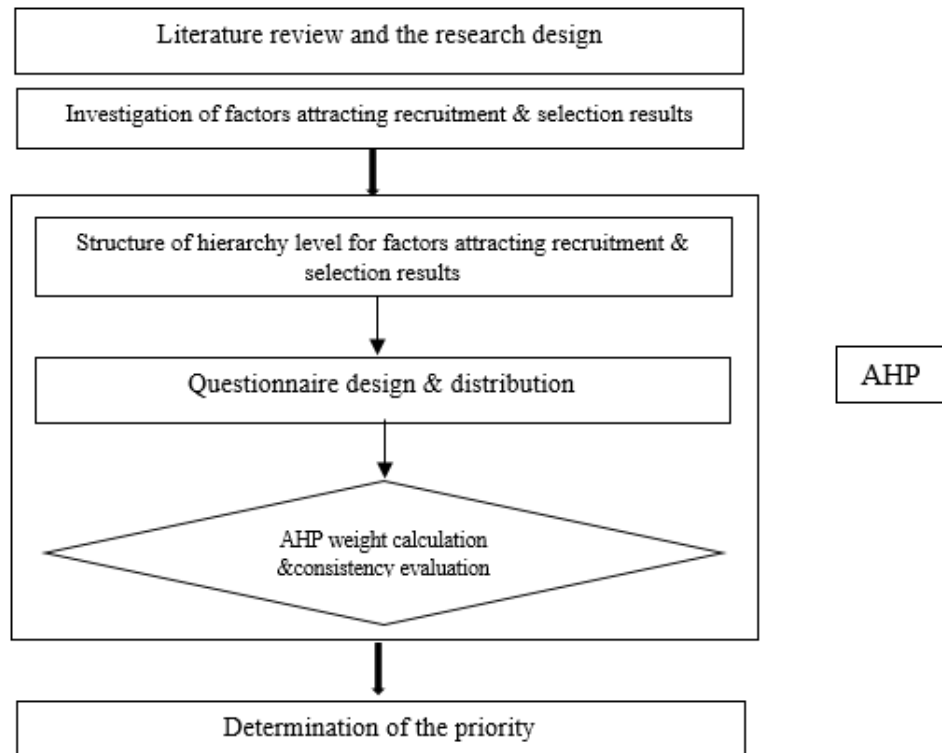 Literature review and the research design
Investigation of factors attracting recruitment & selection results
Structure of hierarchy level for factors attracting recruitment &
selection results
Questionnaire design & distribution
AHP
AHP weight calculation
&consistency evaluation
Determination of the priority